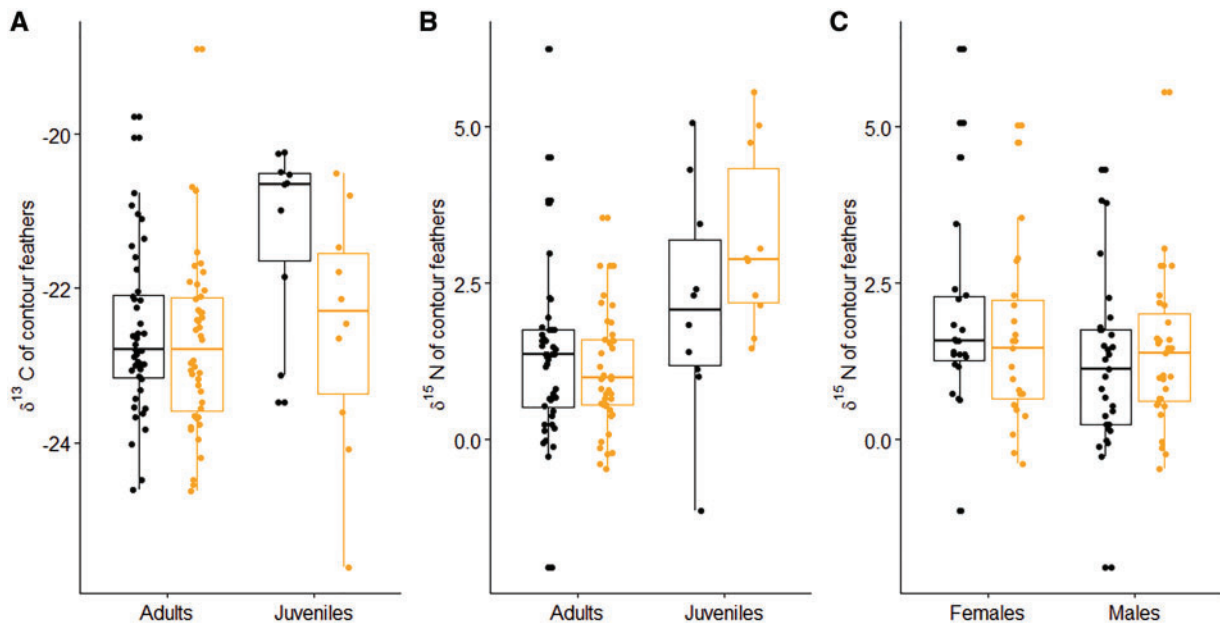 A
B
C
δ13 C of contour feathers
-20
-22
-24
Adults
Juveniles
δ15 N of contour feathers
5.0
2.5
0.0
Adults
Juveniles
δ15 N of contour feathers
5.0
2.5
0.0
Females
Males